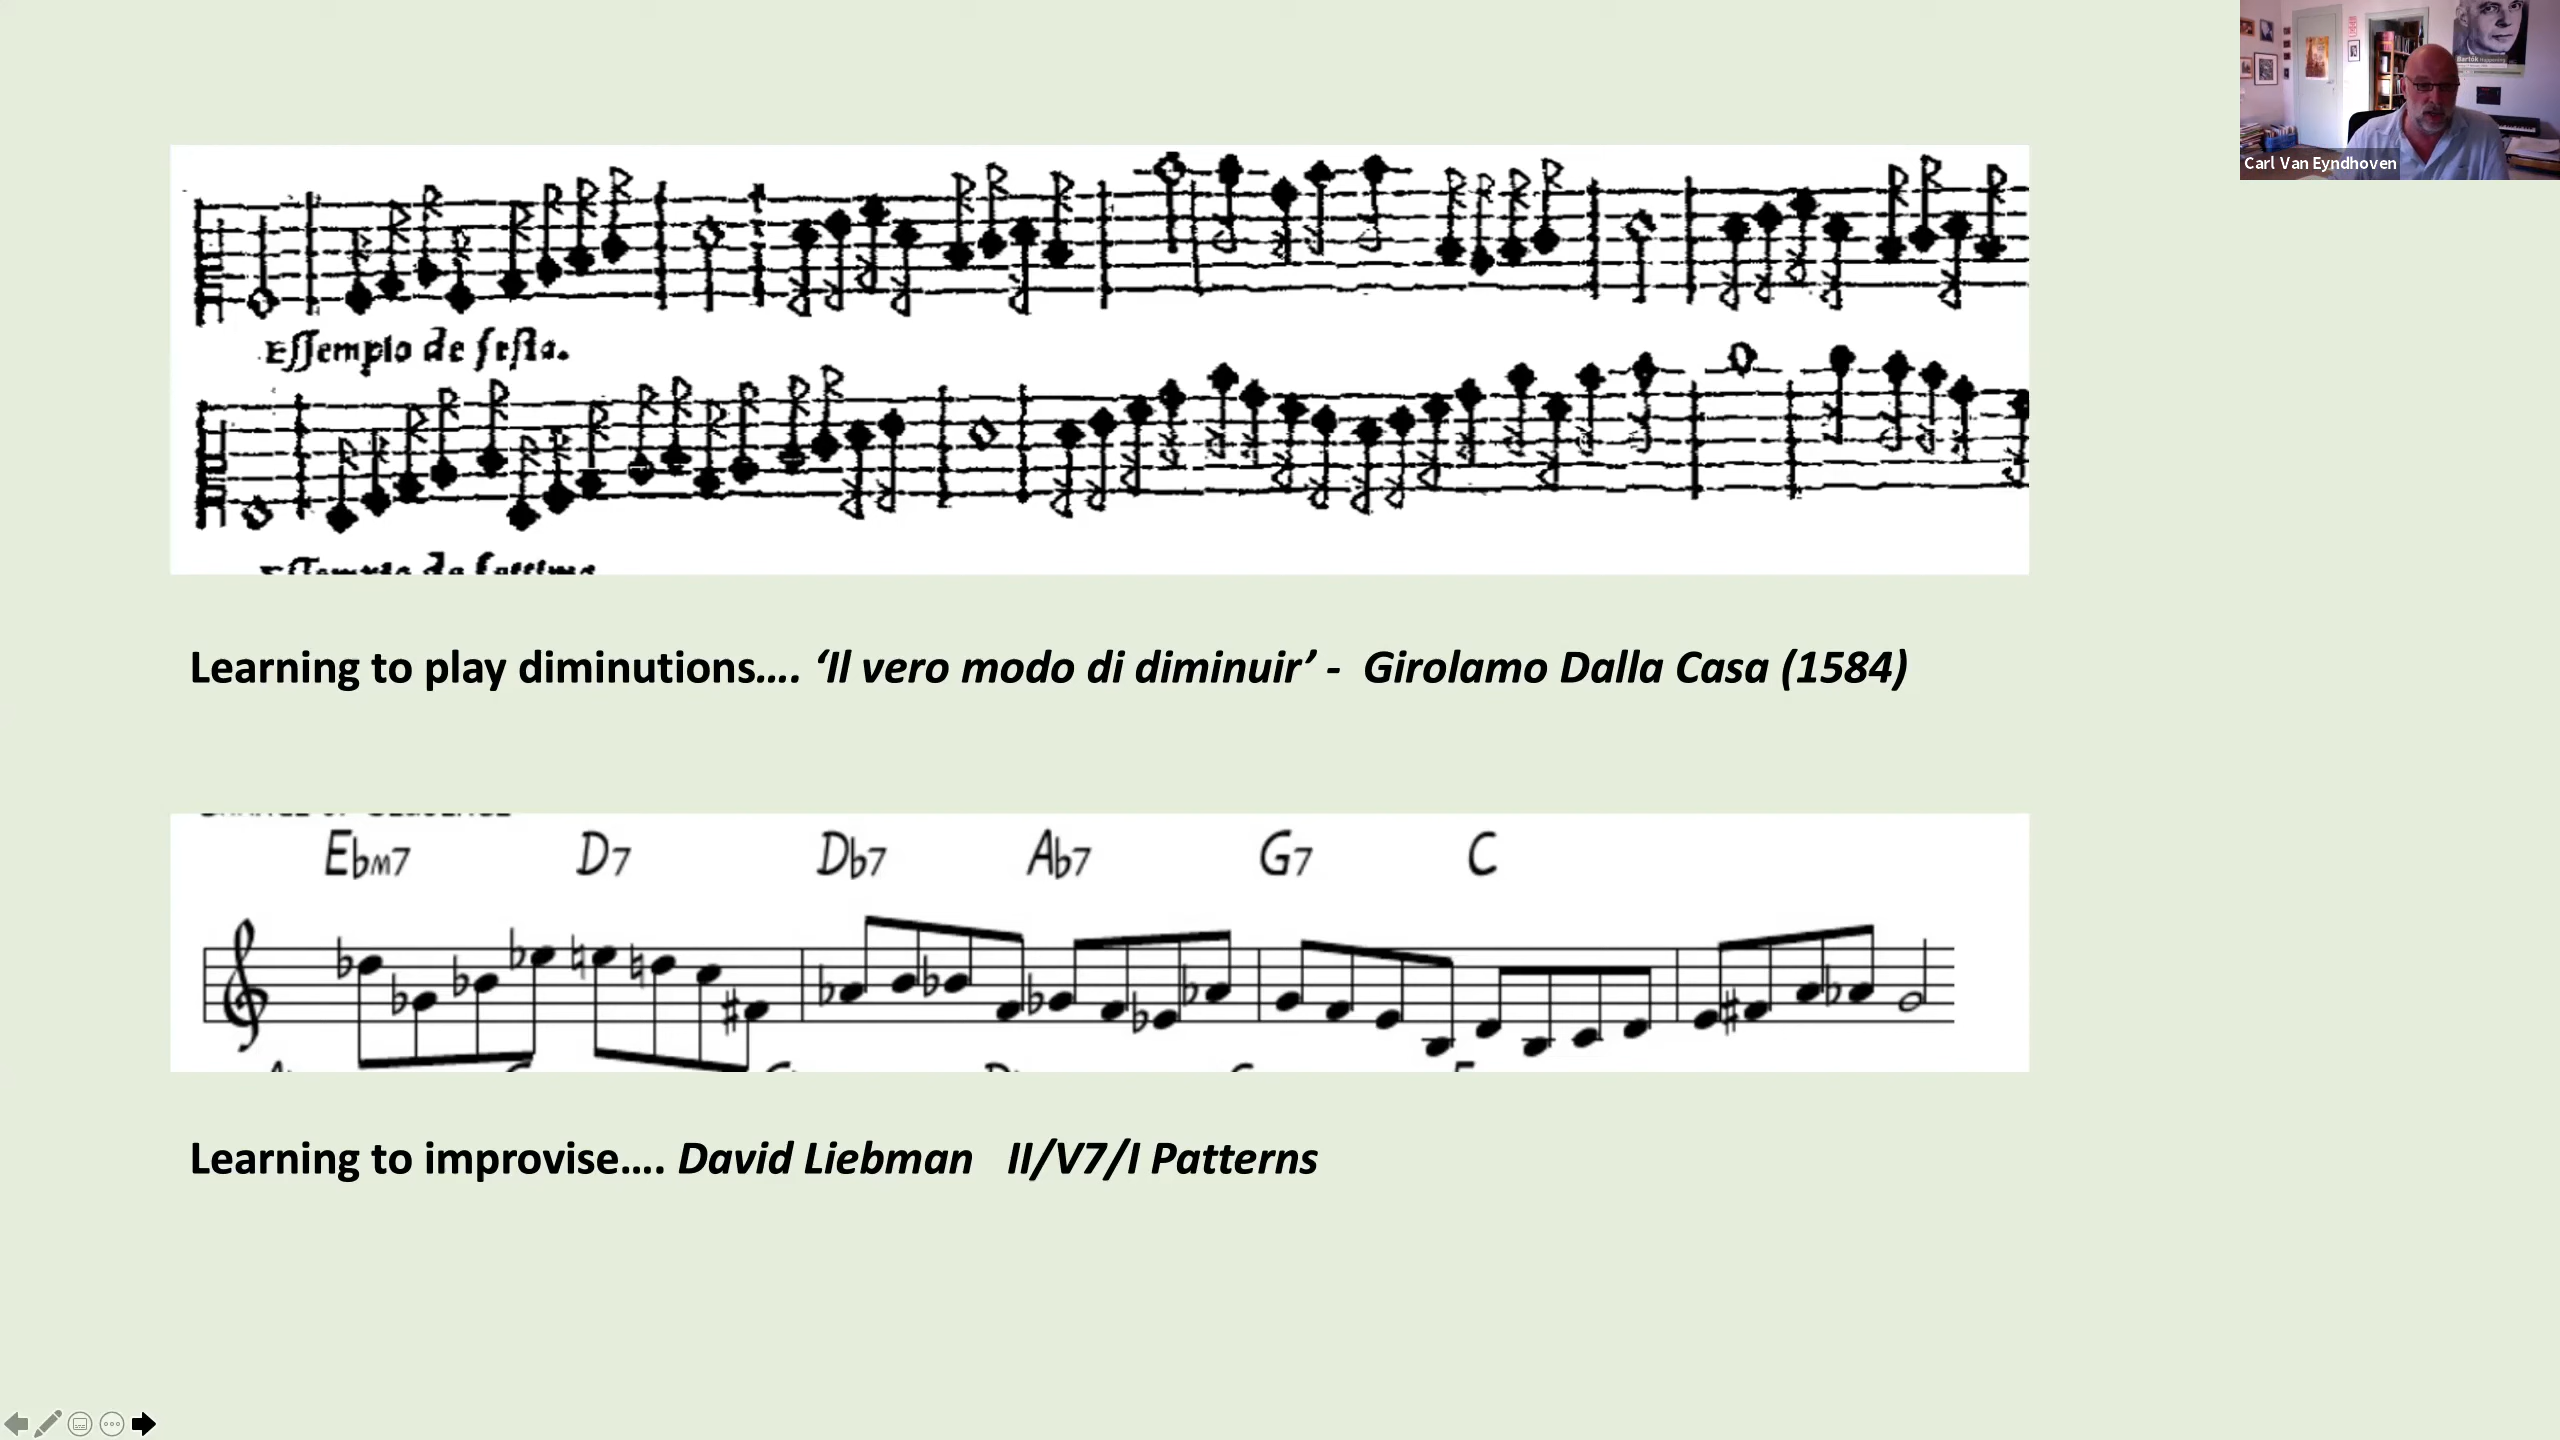 Carl Van Eyndhoven
Bartók
Essempio de sesta.
Learning to play diminutions…. ‘Il vero modo di diminuir’ - Girolamo Dalla Casa (1584)
Ebm7 D7 Db7 Ab7 G7 C
Learning to improvise…. David Liebman II/V7/I Patterns